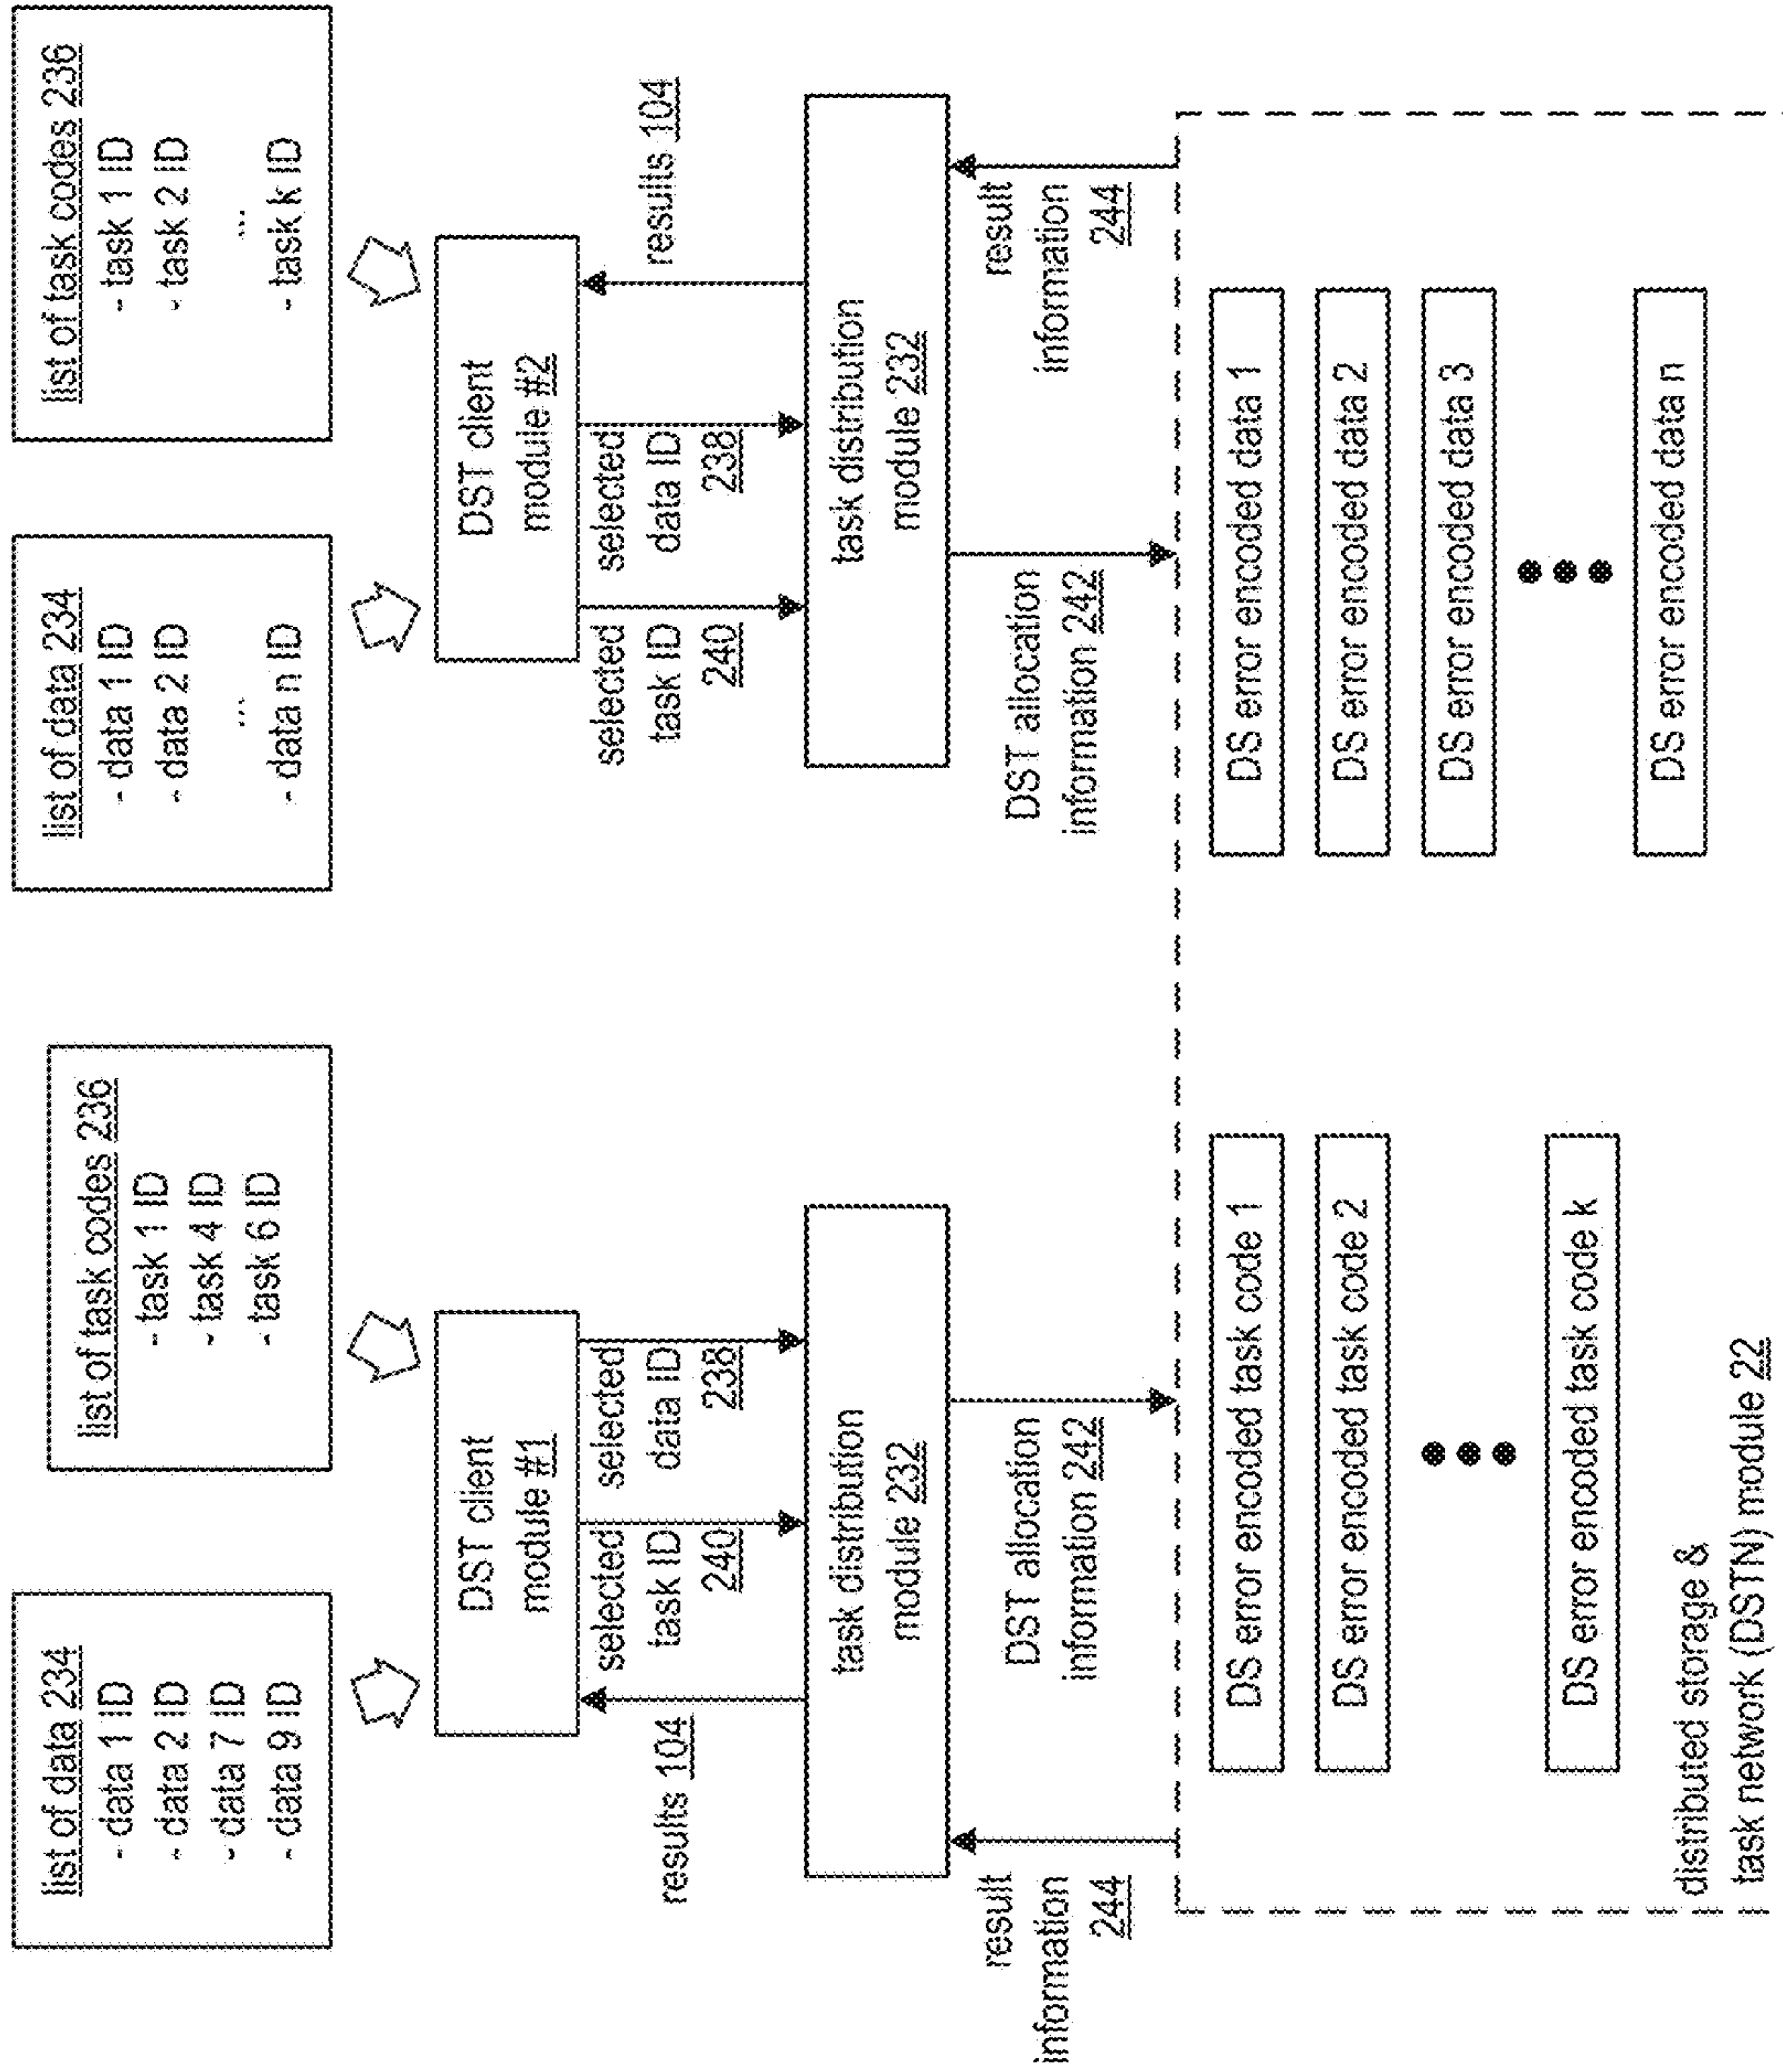 list of data 234
- data 1 ID
- data 2 ID
- data 7 ID
- data 9 ID
list of task codes 236
- task 1 ID
- task 4 ID
- task 6 ID
list of data 234
- data 1 ID
- data 2 ID
...
- data n ID
list of task codes 236
- task 1 ID
- task 2 ID
...
- task k ID
DST client
module #1
DST client
module #2
results 104
selected
task ID
240
selected
data ID
238
selected
task ID
240
selected
data ID
238
results 104
task distribution
module 232
task distribution
module 232
result
information
244
DST allocation
information 242
DST allocation
information 242
result
information
244
DS error encoded task code 1
DS error encoded task code 2
DS error encoded task code k
DS error encoded data 1
DS error encoded data 2
DS error encoded data 3
DS error encoded data n
distributed storage &
task network (DSTN) module 22